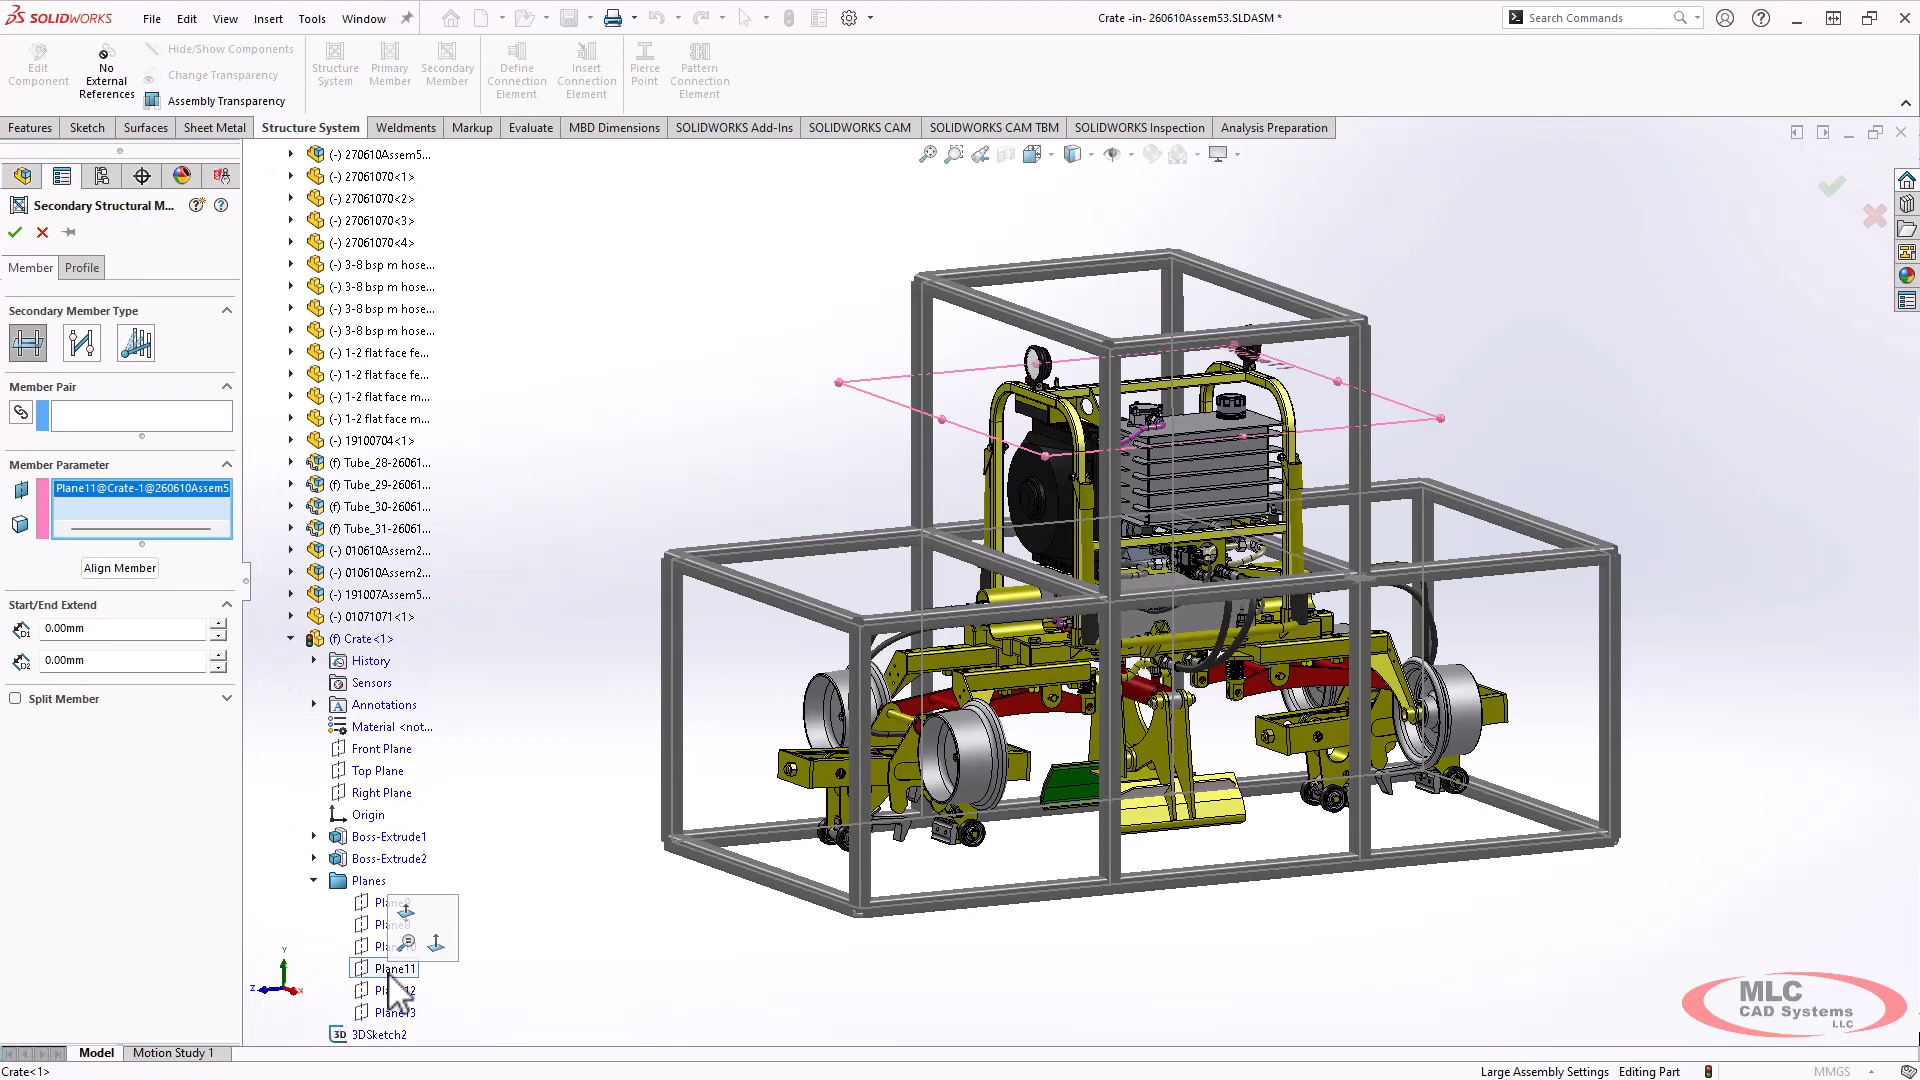 SOLIDWORKS
File Edit View Insert Tools Window
Crate -in- 260610Assem53.SLDASM *
Search Commands
Edit Component
No External References
Hide/Show Components
Change Transparency
Assembly Transparency
Structure System
Primary Member
Secondary Member
Define Connection Element
Insert Connection Element
Pierce Point
Pattern Connection Element
Features Sketch Surfaces Sheet Metal Structure System Weldments Markup Evaluate MBD Dimensions SOLIDWORKS Add-Ins SOLIDWORKS CAM SOLIDWORKS CAM TBM SOLIDWORKS Inspection Analysis Preparation
Secondary Structural M...
Member Profile
Secondary Member Type
Member Pair
Member Parameter
Plane11@Crate-1@260610Assem5
Align Member
Start/End Extend
D1 0.00mm
D2 0.00mm
Split Member
(-) 270610Assem5...
(-) 27061070<1>
(-) 27061070<2>
(-) 27061070<3>
(-) 27061070<4>
(-) 3-8 bsp m hose...
(-) 3-8 bsp m hose...
(-) 3-8 bsp m hose...
(-) 3-8 bsp m hose...
(-) 1-2 flat face fe...
(-) 1-2 flat face fe...
(-) 1-2 flat face m...
(-) 1-2 flat face m...
(-) 19100704<1>
(f) Tube_28-26061...
(f) Tube_29-26061...
(f) Tube_30-26061...
(f) Tube_31-26061...
(-) 010610Assem2...
(-) 010610Assem2...
(-) 191007Assem5...
(-) 01071071<1>
(f) Crate<1>
History
Sensors
Annotations
Material <not...
Front Plane
Top Plane
Right Plane
Origin
Boss-Extrude1
Boss-Extrude2
Planes
Plane11
3D 3DSketch2
Y
Z
X
MLC
CAD Systems
LLC
Model Motion Study 1
Crate<1>
Large Assembly Settings Editing Part MMGS